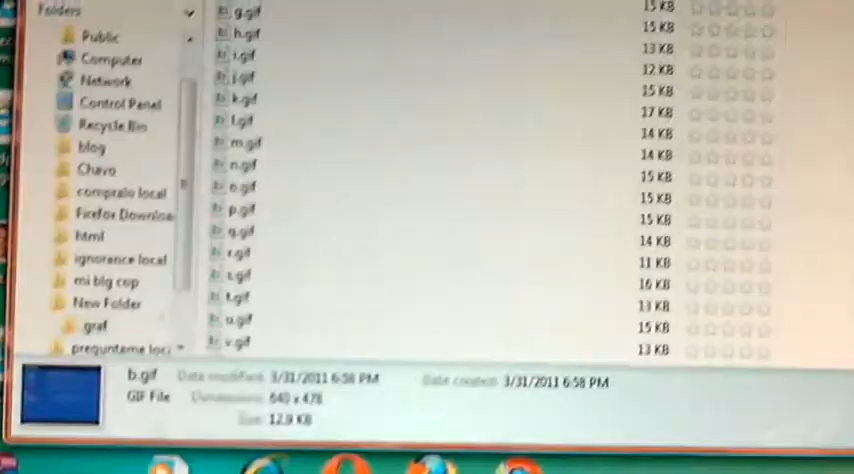 Folders
Public
Computer
Network
Control Panel
Recycle Bin
blog
Chavo
compralo local
Firefox Downloa
html
ignorance local
mi blg cop
New Folder
graf
pregunteme loca
g.gif 15 KB
h.gif 15 KB
i.gif 13 KB
j.gif 12 KB
k.gif 15 KB
l.gif 17 KB
m.gif 14 KB
n.gif 14 KB
o.gif 15 KB
p.gif 15 KB
q.gif 15 KB
r.gif 14 KB
s.gif 11 KB
t.gif 16 KB
u.gif 13 KB
v.gif 15 KB
13 KB
b.gif Date modified: 3/31/2011 6:58 PM Date created: 3/31/2011 6:58 PM
GIF File Dimensions: 640 x 478
Size: 12.9 KB